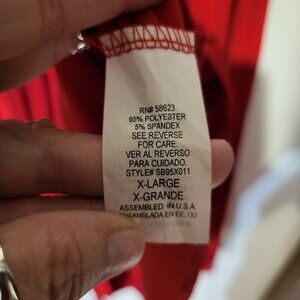 RN# 58623
95% POLYESTER
5% SPANDEX
SEE REVERSE
FOR CARE
VER AL REVERSO
PARA CUIDADO.
STYLE# SB95X011
X-LARGE
X-GRANDE
ASSEMBLED IN U.S.A.
ENSAMBLADA EN EE. UU